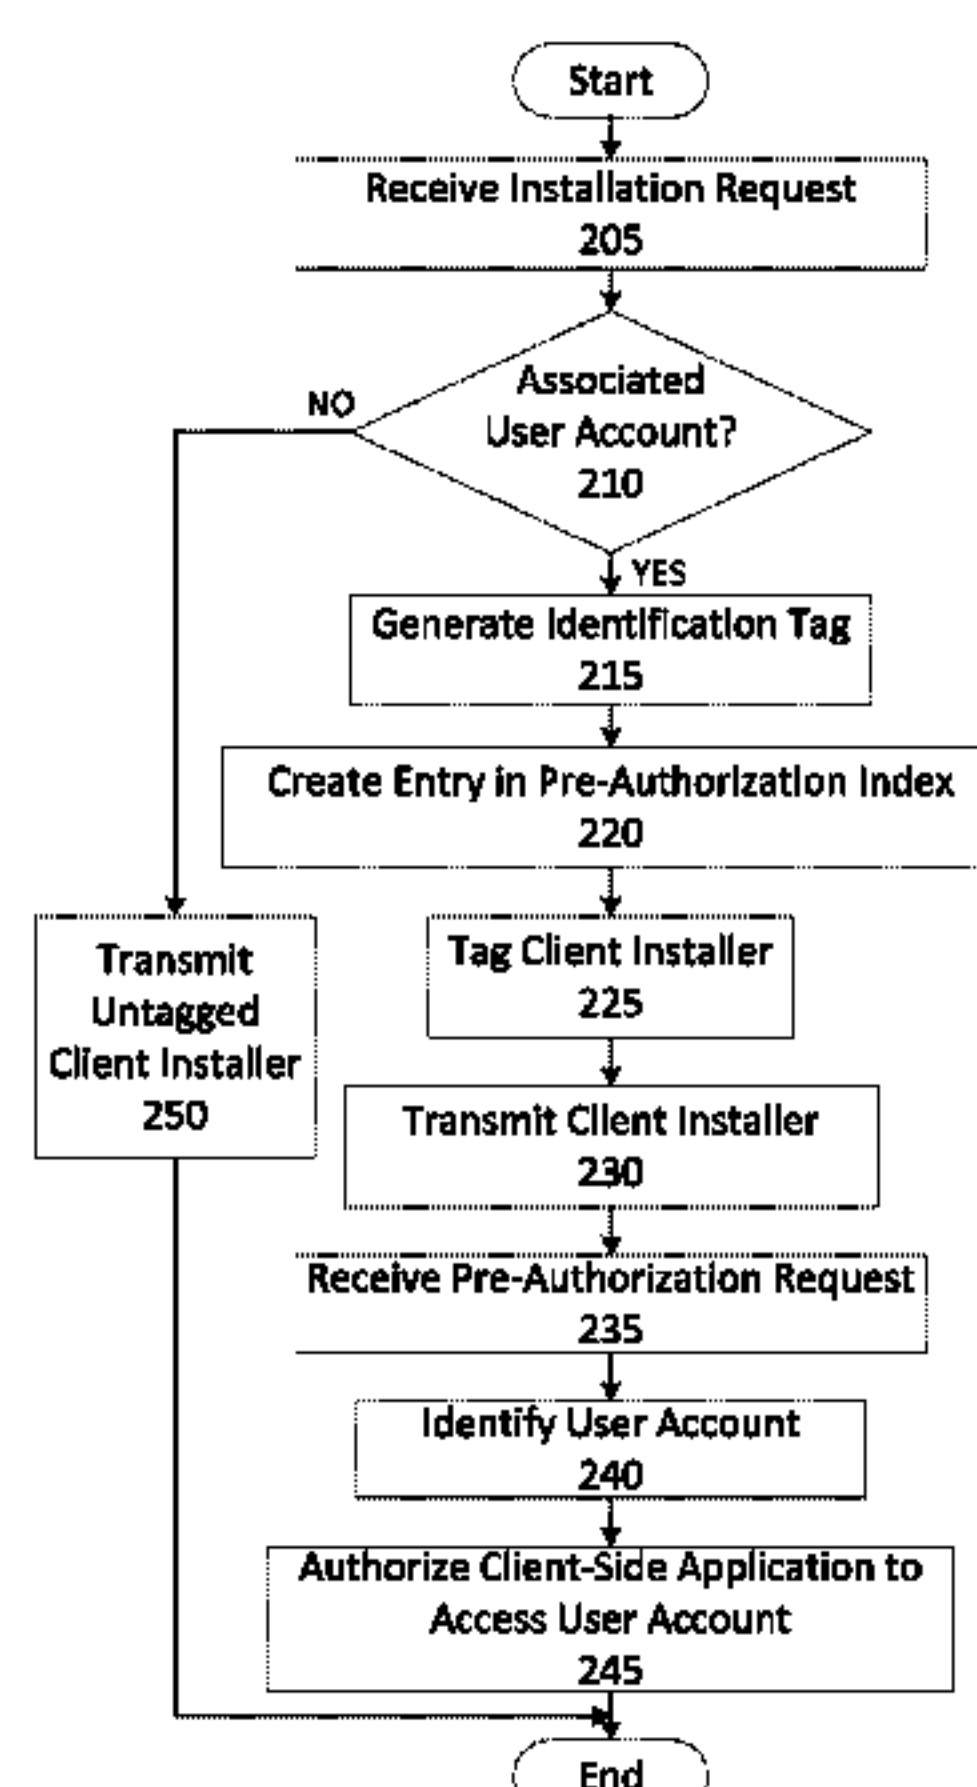 Start
Receive Installation Request
205
Associated
User Account?
210
NO
YES
Generate Identification Tag
215
Create Entry in Pre-Authorization Index
220
Tag Client Installer
225
Transmit
Untagged
Client Installer
250
Transmit Client Installer
230
Receive Pre-Authorization Request
235
Identify User Account
240
Authorize Client-Side Application to
Access User Account
245
End